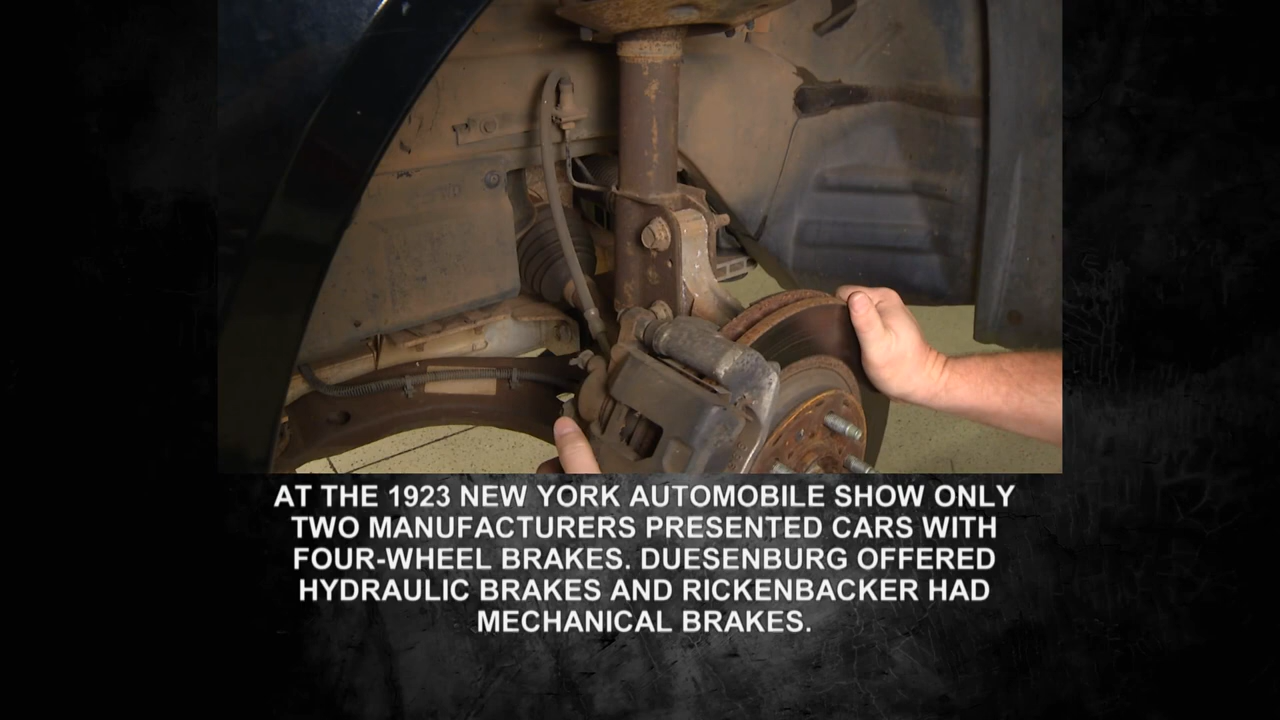 AT THE 1923 NEW YORK AUTOMOBILE SHOW ONLY
TWO MANUFACTURERS PRESENTED CARS WITH
FOUR-WHEEL BRAKES. DUESENBURG OFFERED
HYDRAULIC BRAKES AND RICKENBACKER HAD
MECHANICAL BRAKES.